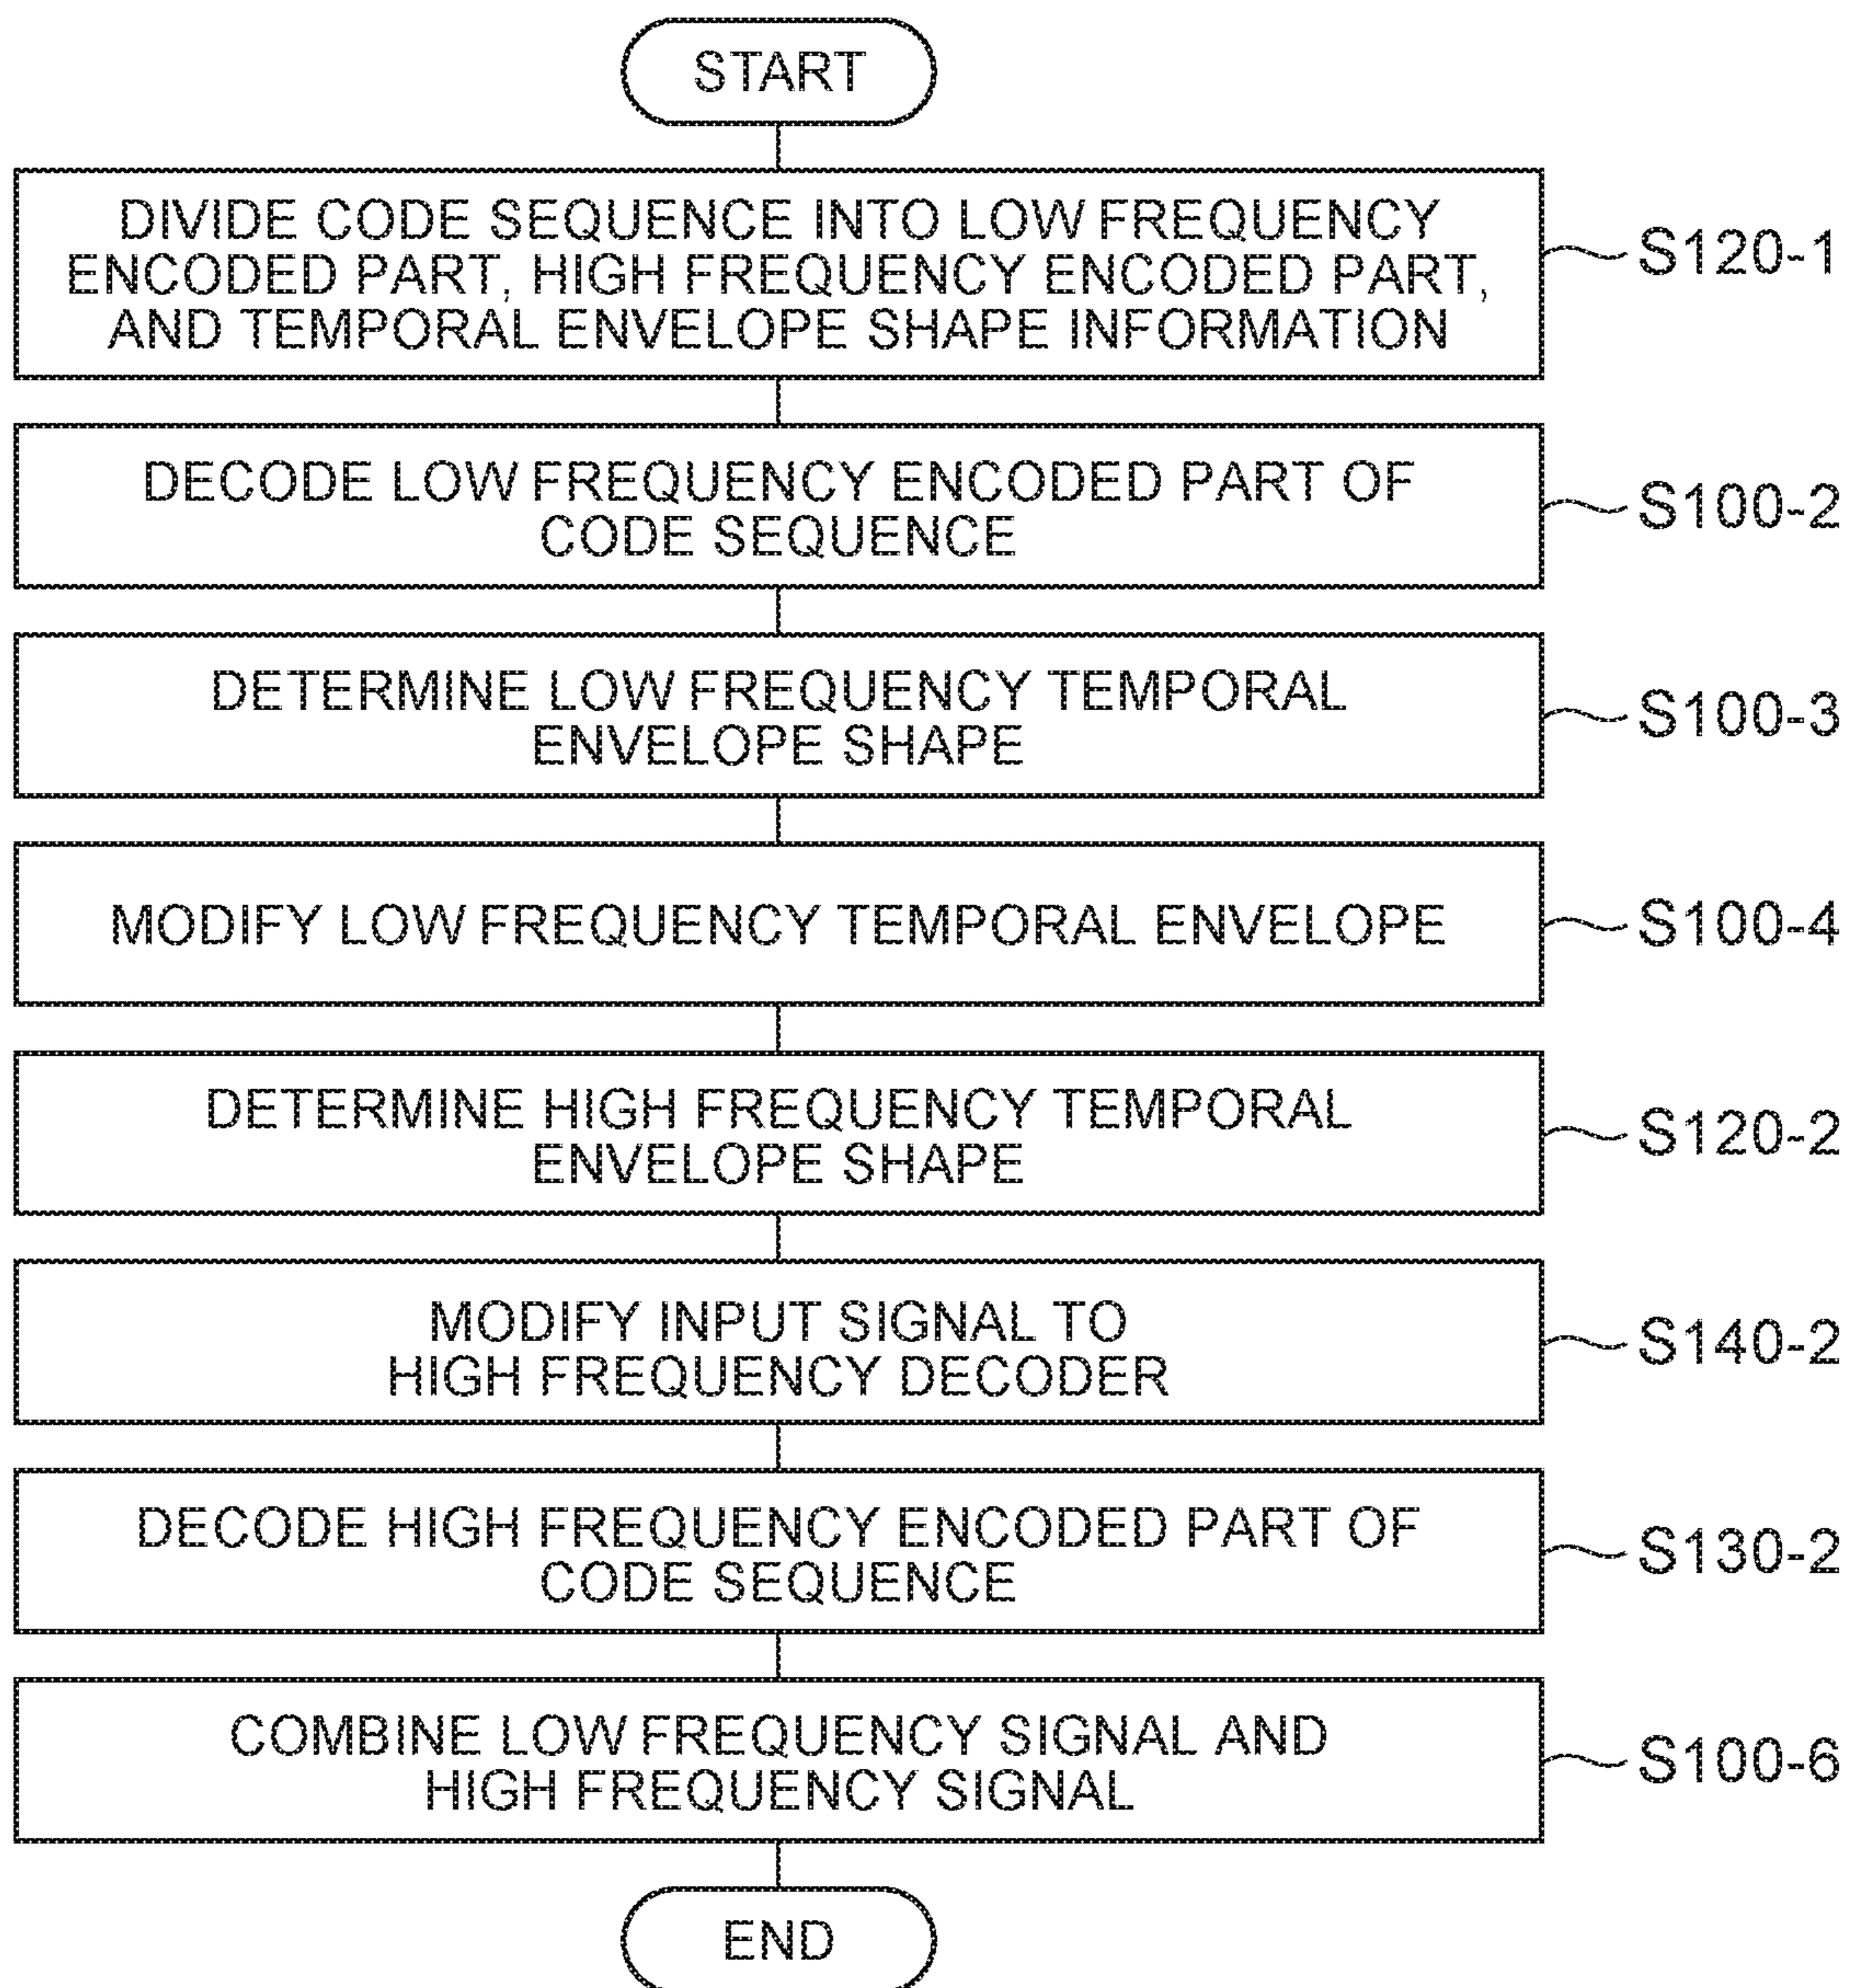 START
DIVIDE CODE SEQUENCE INTO LOW FREQUENCY
ENCODED PART, HIGH FREQUENCY ENCODED PART,
AND TEMPORAL ENVELOPE SHAPE INFORMATION
S120-1
DECODE LOW FREQUENCY ENCODED PART OF
CODE SEQUENCE
S100-2
DETERMINE LOW FREQUENCY TEMPORAL
ENVELOPE SHAPE
S100-3
MODIFY LOW FREQUENCY TEMPORAL ENVELOPE
S100-4
DETERMINE HIGH FREQUENCY TEMPORAL
ENVELOPE SHAPE
S120-2
MODIFY INPUT SIGNAL TO
HIGH FREQUENCY DECODER
S140-2
DECODE HIGH FREQUENCY ENCODED PART OF
CODE SEQUENCE
S130-2
COMBINE LOW FREQUENCY SIGNAL AND
HIGH FREQUENCY SIGNAL
S100-6
END